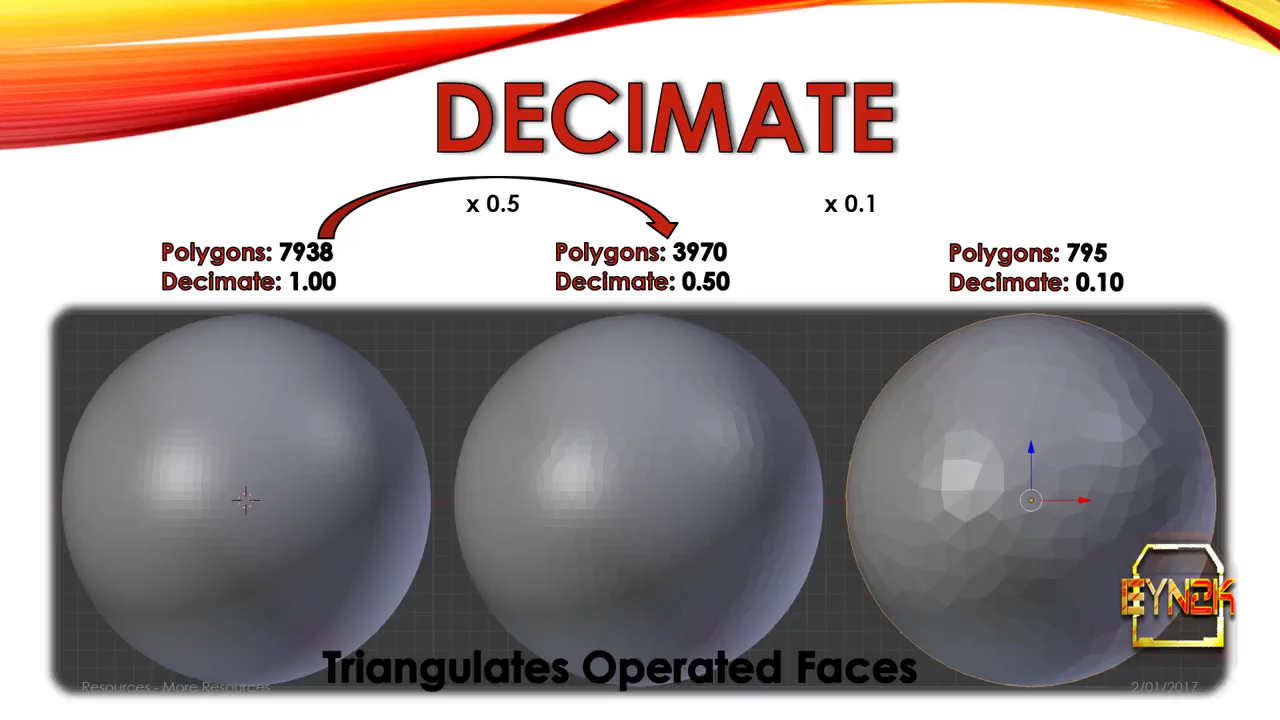 DECIMATE
x 0.5
x 0.1
Polygons: 7938
Decimate: 1.00
Polygons: 3970
Decimate: 0.50
Polygons: 795
Decimate: 0.10
EYN2K
Triangulates Operated Faces
Resources - More Resources
2/01/2017